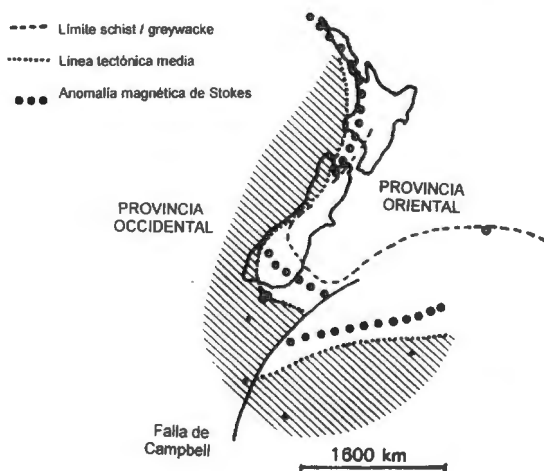 Límite schist / greywacke
Línea tectónica media
Anomalía magnética de Stokes
PROVINCIA
OCCIDENTAL
PROVINCIA
ORIENTAL
Falla de
Campbell
1600 km